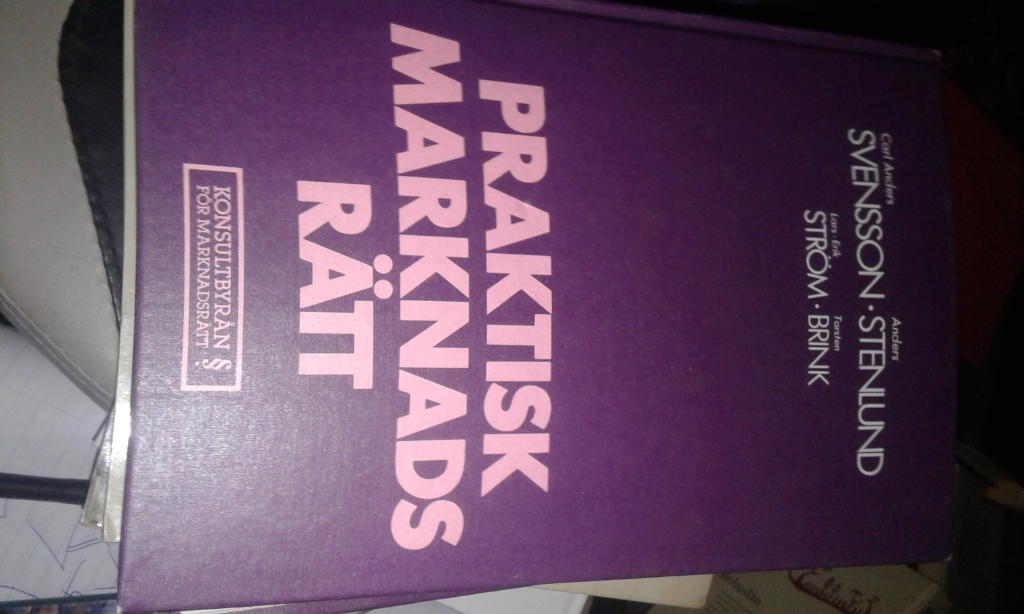 Carl Anders Anders
SVENSSON · STENLUND
Lars-Erik Torsten
STRÖM · BRINK
PRAKTISK
MARKNADS
RÄTT
KONSULTBYRÅN §
FÖR MARKNADSRÄTT